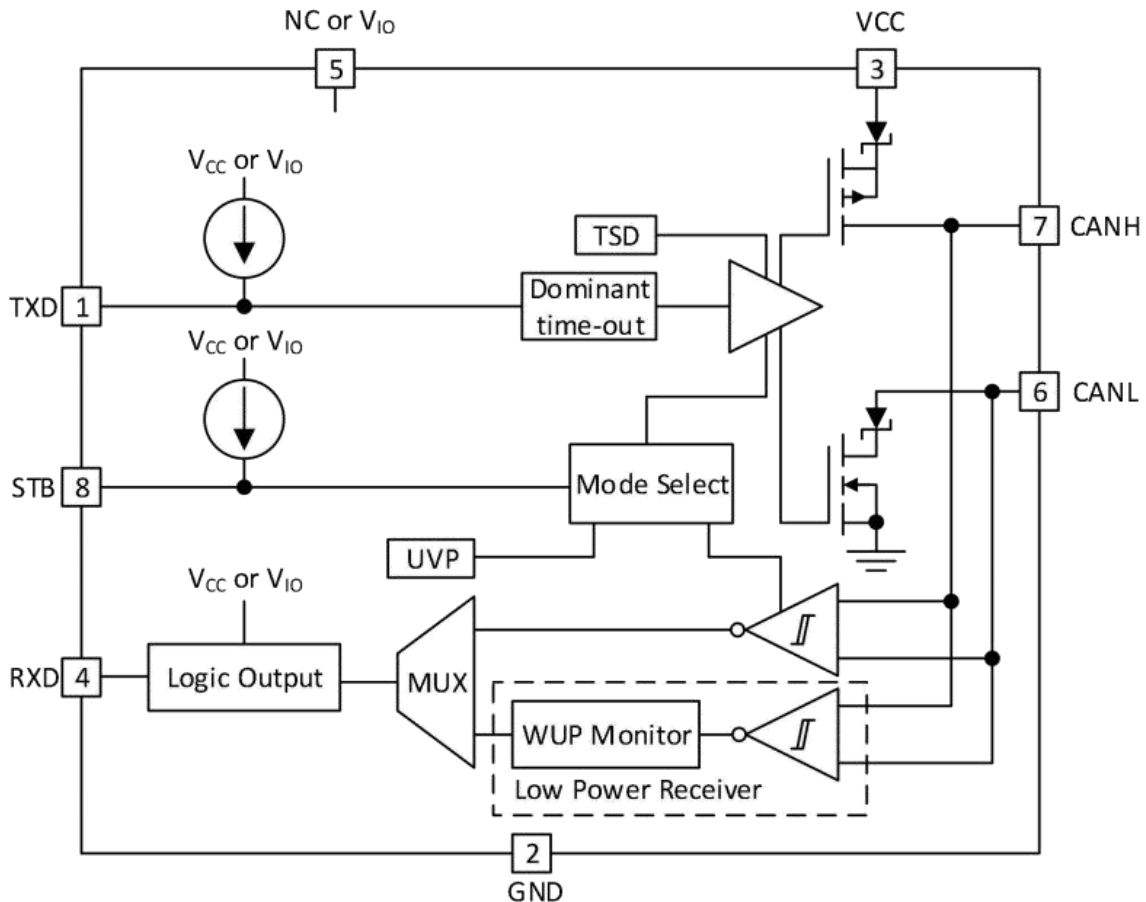 NC or VIO
VCC
5
3
VCC or VIO
TSD
7 CANH
TXD 1
Dominant
time-out
VCC or VIO
6 CANL
STB 8
Mode Select
UVP
VCC or VIO
RXD 4
Logic Output
MUX
WUP Monitor
Low Power Receiver
2
GND